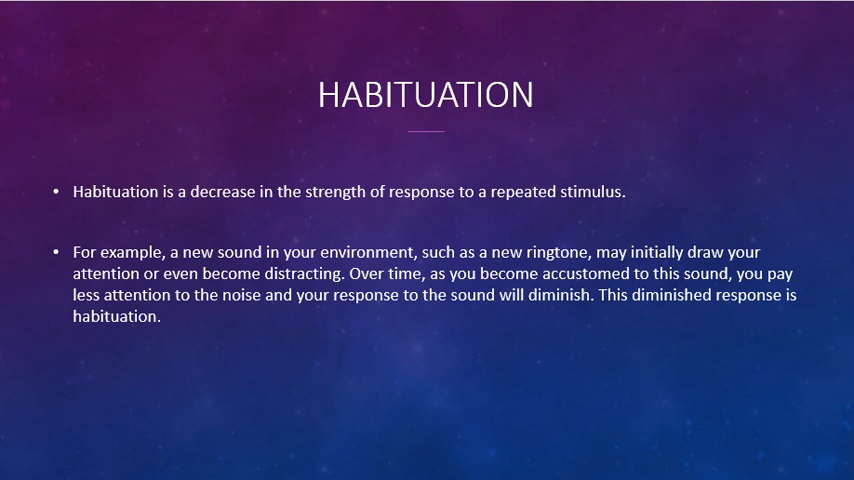 HABITUATION
• Habituation is a decrease in the strength of response to a repeated stimulus.
• For example, a new sound in your environment, such as a new ringtone, may initially draw your
attention or even become distracting. Over time, as you become accustomed to this sound, you pay
less attention to the noise and your response to the sound will diminish. This diminished response is
habituation.